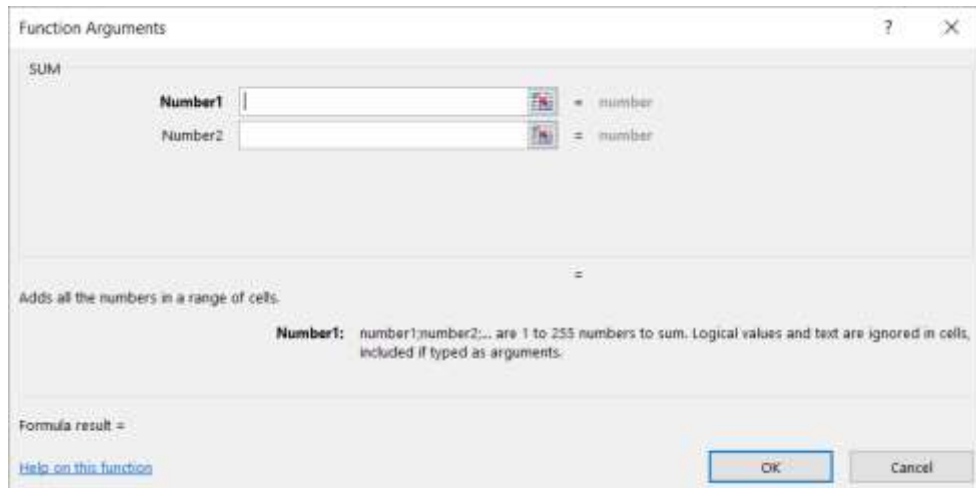 Function Arguments ? ×
SUM
Number1 = number
Number2 = number
=
Adds all the numbers in a range of cells.
Number1: number1;number2;... are 1 to 255 numbers to sum. Logical values and text are ignored in cells,
included if typed as arguments.
Formula result =
Help on this function OK Cancel